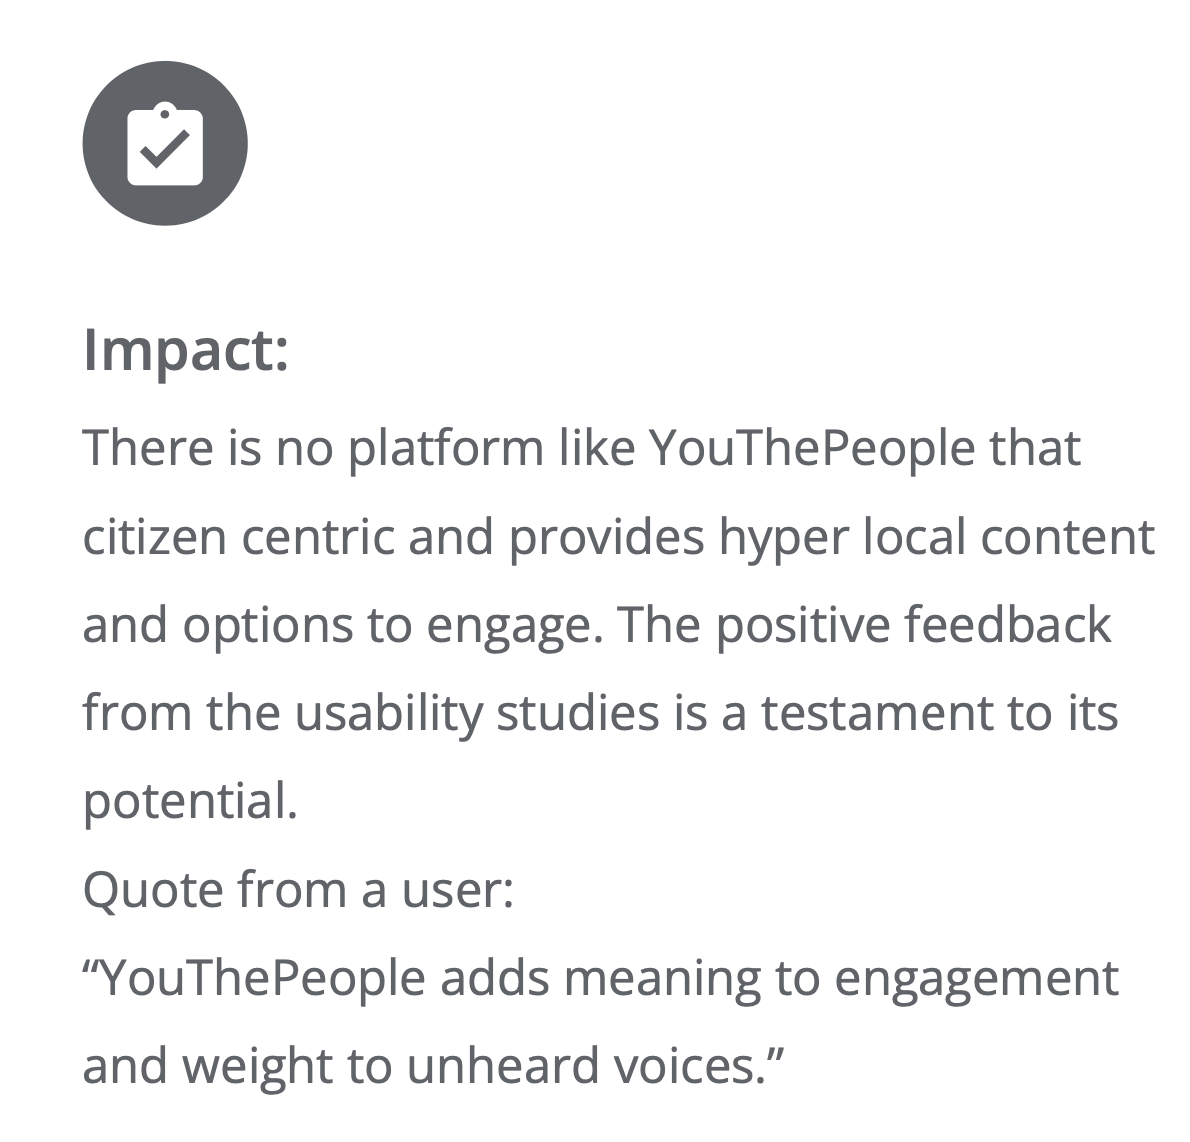 Impact:
There is no platform like YouThePeople that
citizen centric and provides hyper local content
and options to engage. The positive feedback
from the usability studies is a testament to its
potential.
Quote from a user:
“YouThePeople adds meaning to engagement
and weight to unheard voices.”